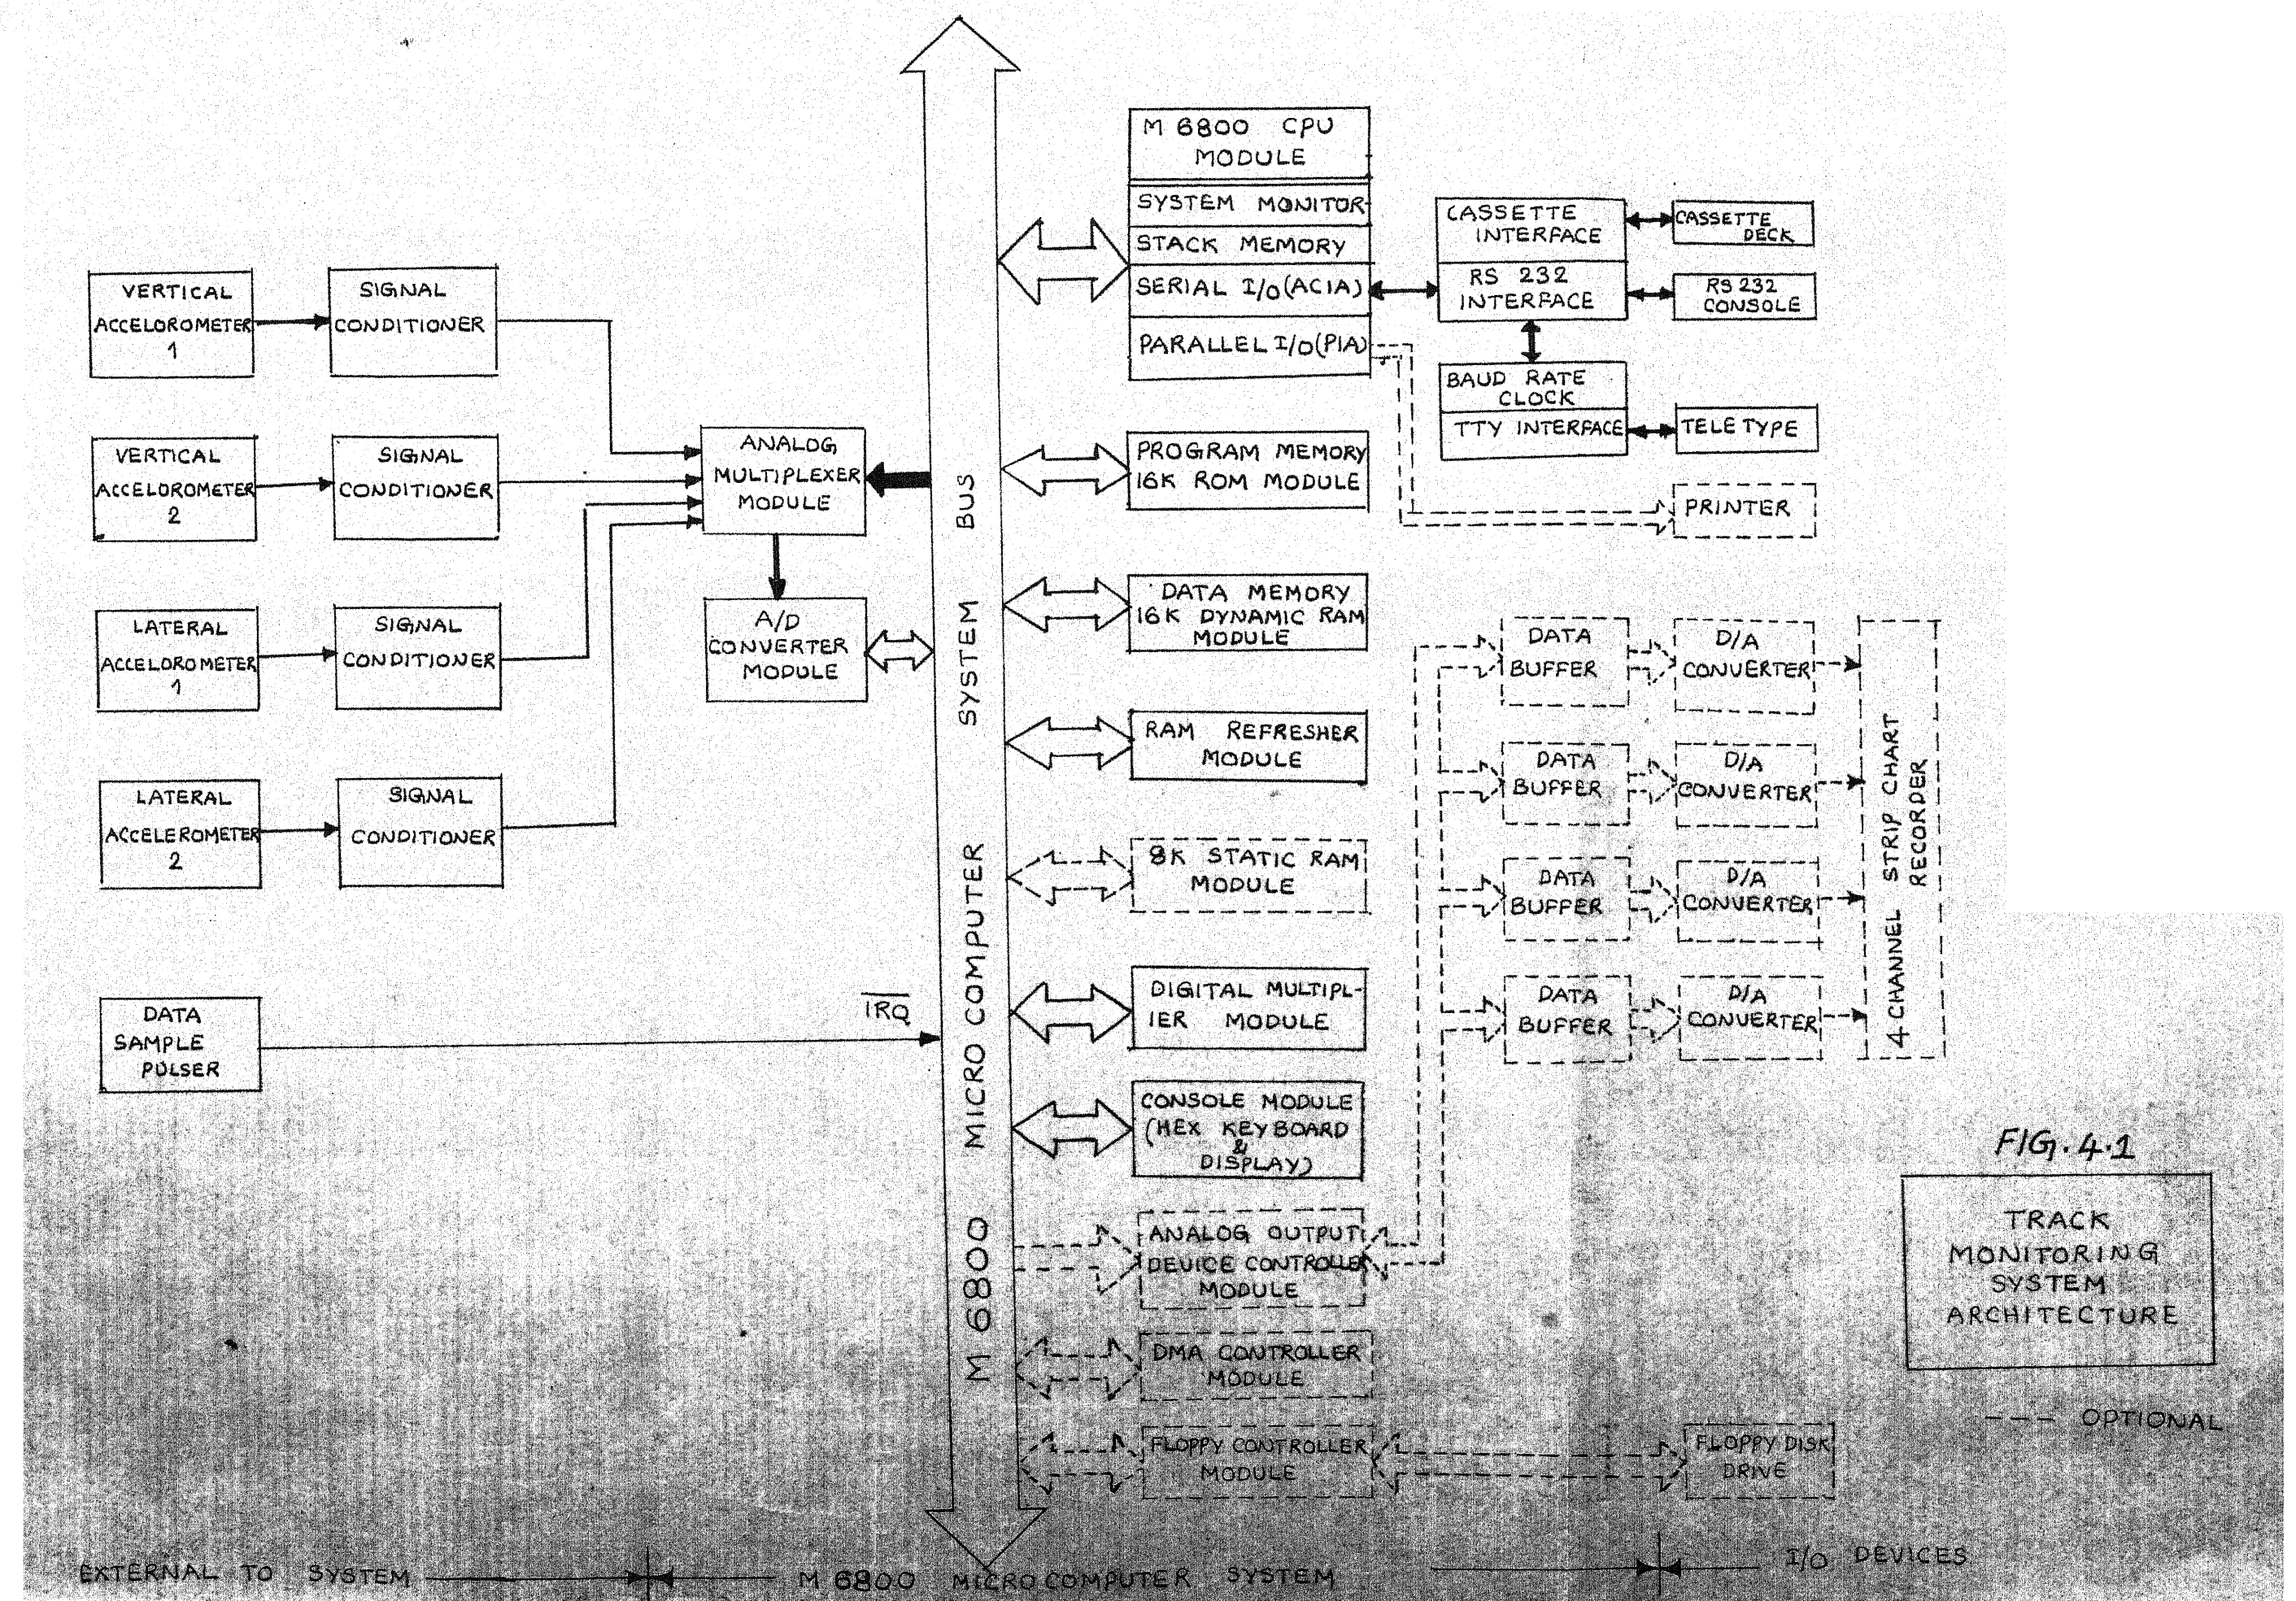 M 6800 CPU
MODULE
SYSTEM MONITOR
STACK MEMORY
SERIAL I/O(ACIA)
PARALLEL I/O(PIA)
CASSETTE
INTERFACE
RS 232
INTERFACE
CASSETTE
DECK
RS 232
CONSOLE
BAUD RATE
CLOCK
TTY INTERFACE
TELETYPE
PRINTER
VERTICAL
ACCELOROMETER
1
SIGNAL
CONDITIONER
VERTICAL
ACCELOROMETER
2
SIGNAL
CONDITIONER
LATERAL
ACCELOROMETER
1
SIGNAL
CONDITIONER
LATERAL
ACCELEROMETER
2
SIGNAL
CONDITIONER
ANALOG
MULTIPLEXER
MODULE
A/D
CONVERTER
MODULE
DATA
SAMPLE
PULSER
IRQ
M 6800 MICRO COMPUTER SYSTEM BUS
PROGRAM MEMORY
16K ROM MODULE
DATA MEMORY
16K DYNAMIC RAM
MODULE
RAM REFRESHER
MODULE
8K STATIC RAM
MODULE
DIGITAL MULTIPL-
IER MODULE
CONSOLE MODULE
(HEX KEYBOARD
&
DISPLAY)
ANALOG OUTPUT
DEVICE CONTROLLER
MODULE
DMA CONTROLLER
MODULE
FLOPPY CONTROLLER
MODULE
DATA
BUFFER
D/A
CONVERTER
DATA
BUFFER
D/A
CONVERTER
DATA
BUFFER
D/A
CONVERTER
DATA
BUFFER
D/A
CONVERTER
4 CHANNEL STRIP CHART
RECORDER
FLOPPY DISK
DRIVE
FIG. 4.1
TRACK
MONITORING
SYSTEM
ARCHITECTURE
--- OPTIONAL
EXTERNAL TO SYSTEM
M 6800 MICROCOMPUTER SYSTEM
I/O DEVICES